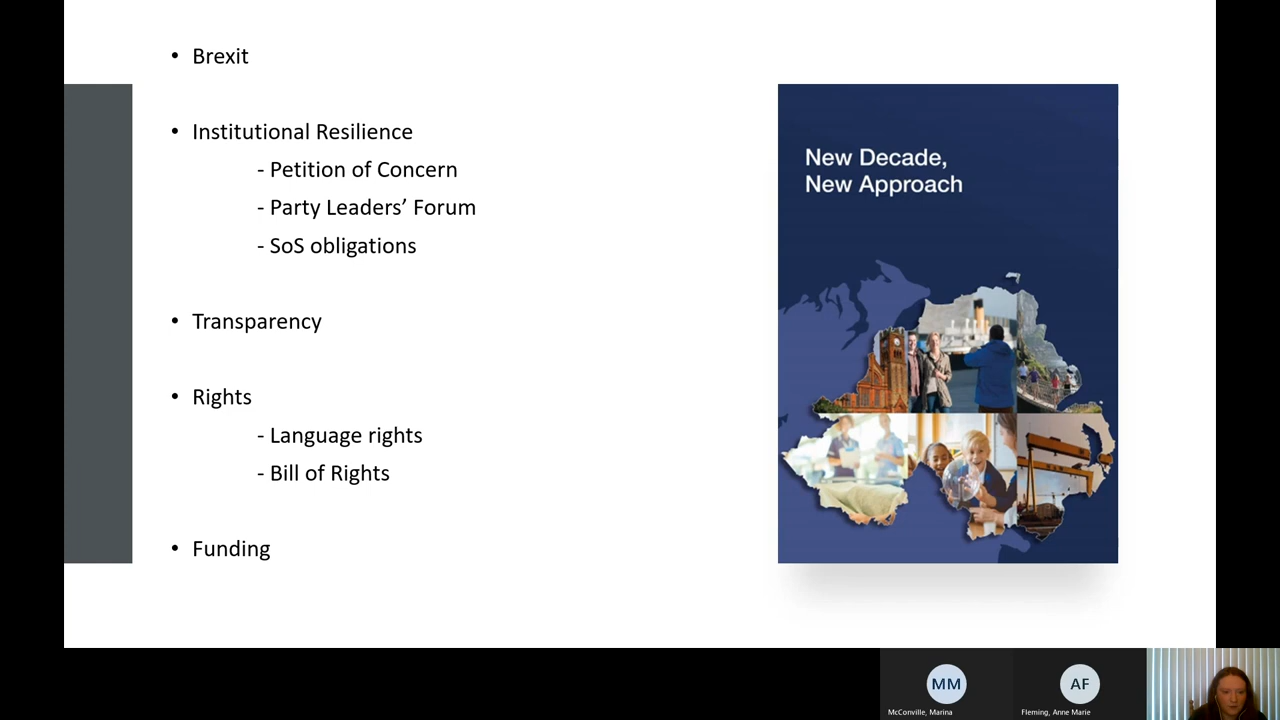 • Brexit
• Institutional Resilience
- Petition of Concern
- Party Leaders’ Forum
- SoS obligations
• Transparency
• Rights
- Language rights
- Bill of Rights
• Funding
New Decade,
New Approach
MM
McConville, Marina
AF
Fleming, Anne Marie